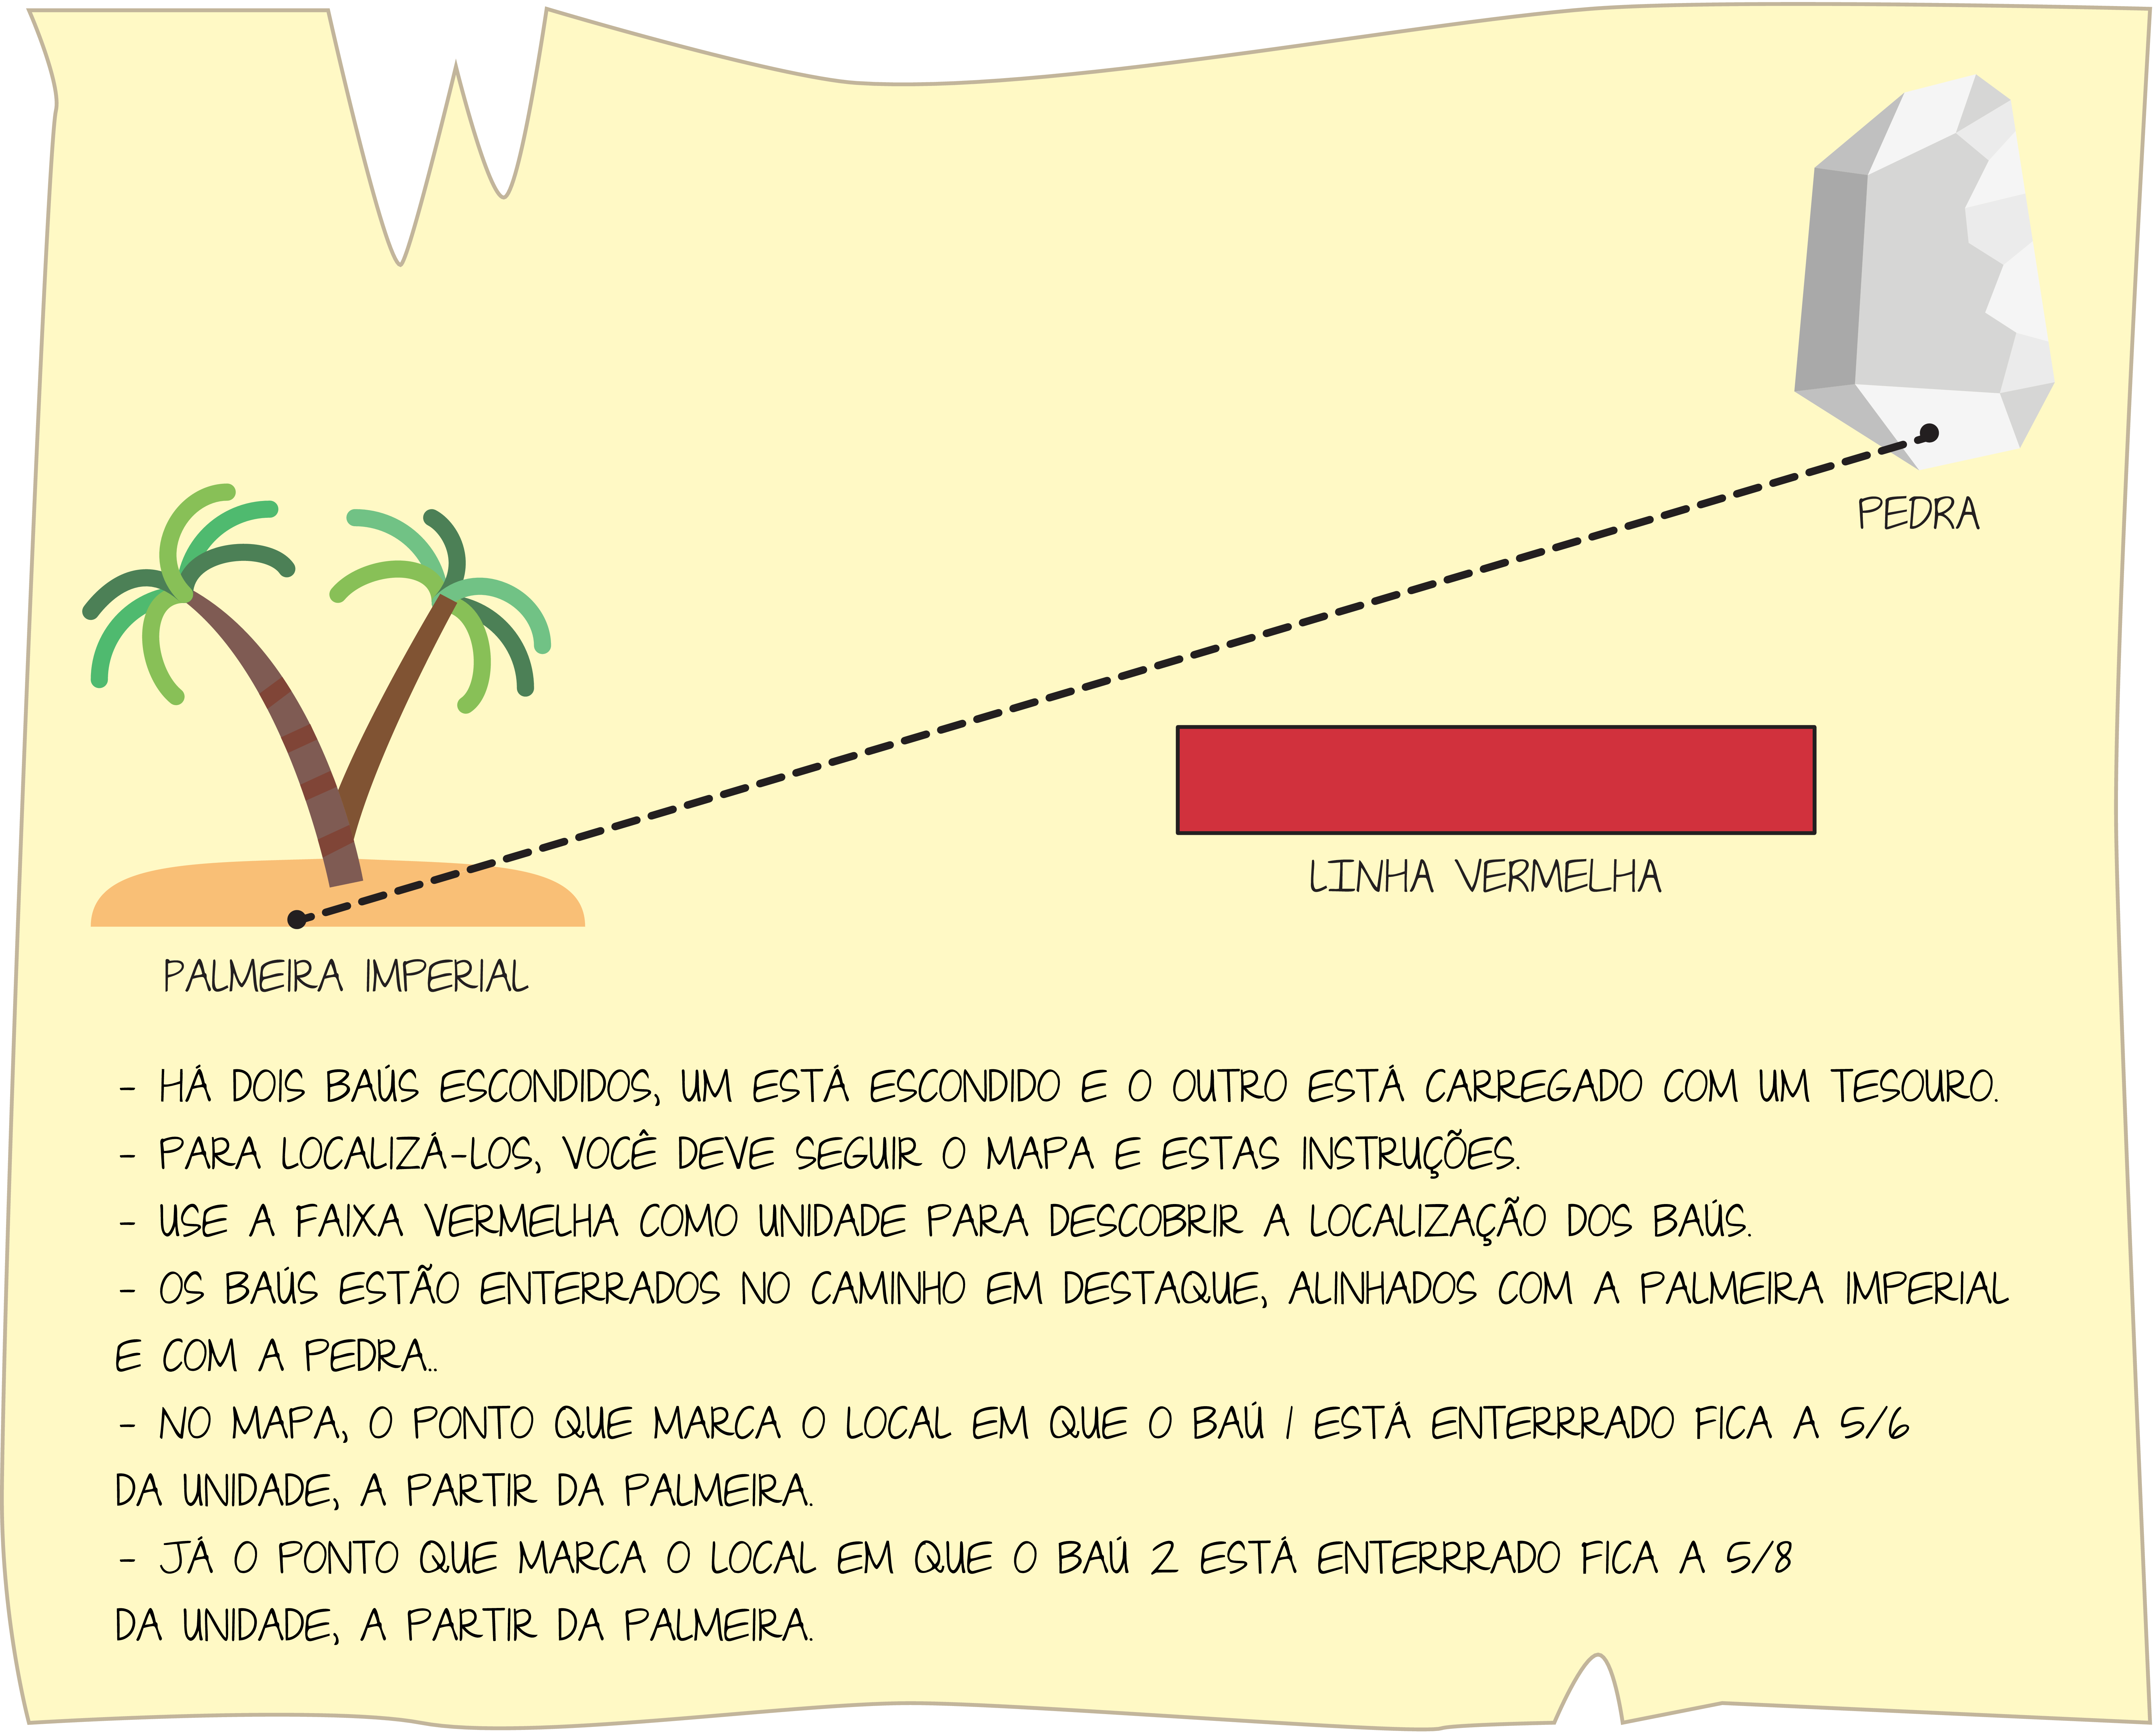 PEDRA
LINHA VERMELHA
PALMEIRA IMPERIAL
- HÁ DOIS BAÚS ESCONDIDOS, UM ESTÁ ESCONDIDO E O OUTRO ESTÁ CARREGADO COM UM TESOURO.
- PARA LOCALIZÁ-LOS, VOCÊ DEVE SEGUIR O MAPA E ESTAS INSTRUÇÕES.
- USE A FAIXA VERMELHA COMO UNIDADE PARA DESCOBRIR A LOCALIZAÇÃO DOS BAÚS.
- OS BAÚS ESTÃO ENTERRADOS NO CAMINHO EM DESTAQUE, ALINHADOS COM A PALMEIRA IMPERIAL
E COM A PEDRA..
- NO MAPA, O PONTO QUE MARCA O LOCAL EM QUE O BAÚ 1 ESTÁ ENTERRRADO FICA A 5/6
DA UNIDADE, A PARTIR DA PALMEIRA.
- JÁ O PONTO QUE MARCA O LOCAL EM QUE O BAÚ 2 ESTÁ ENTERRRADO FICA A 5/8
DA UNIDADE, A PARTIR DA PALMEIRA.